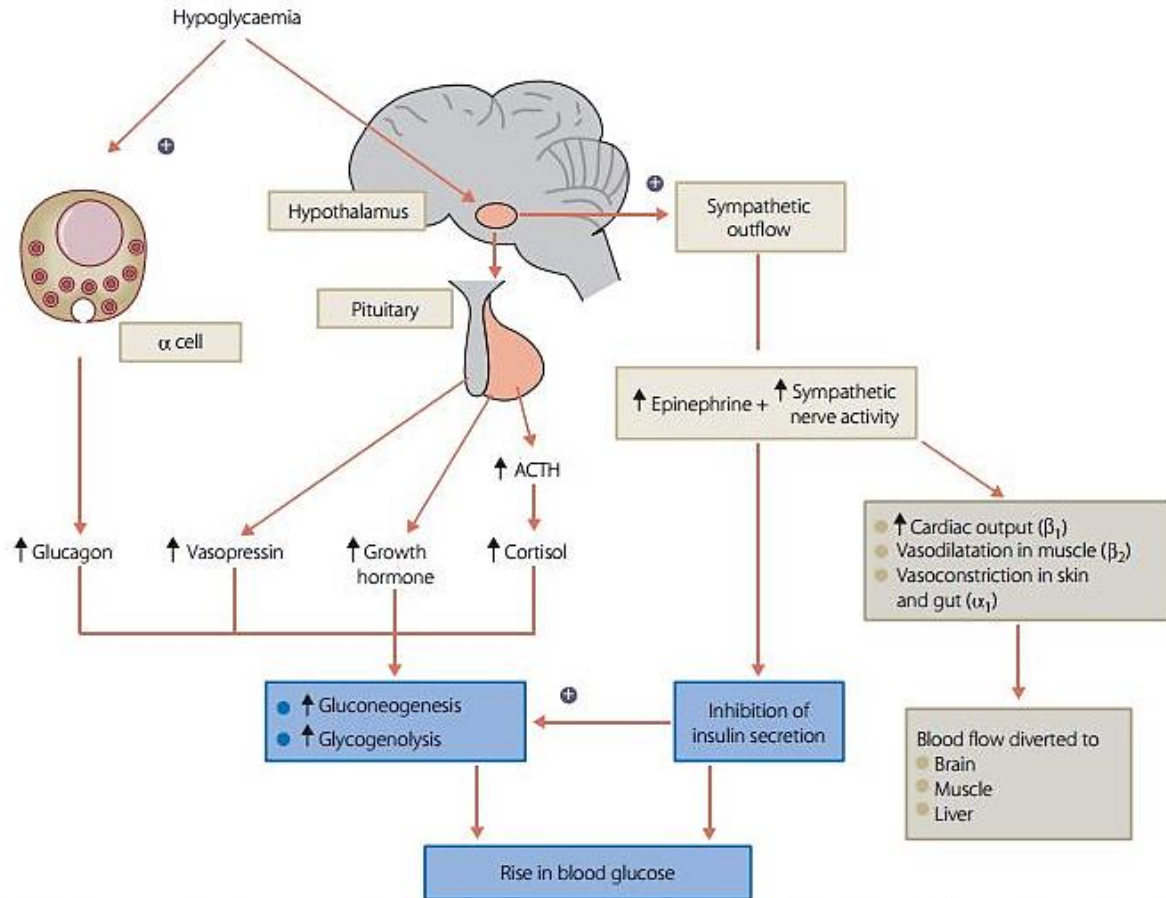 Hypoglycaemia
+
Hypothalamus
+
Sympathetic
outflow
Pituitary
α cell
↑ Epinephrine + ↑ Sympathetic
nerve activity
↑ ACTH
↑ Glucagon
↑ Vasopressin
↑ Growth
hormone
↑ Cortisol
↑ Cardiac output (β₁)
Vasodilatation in muscle (β₂)
Vasoconstriction in skin
and gut (α₁)
↑ Gluconeogenesis
↑ Glycogenolysis
+
Inhibition of
insulin secretion
Blood flow diverted to
Brain
Muscle
Liver
Rise in blood glucose